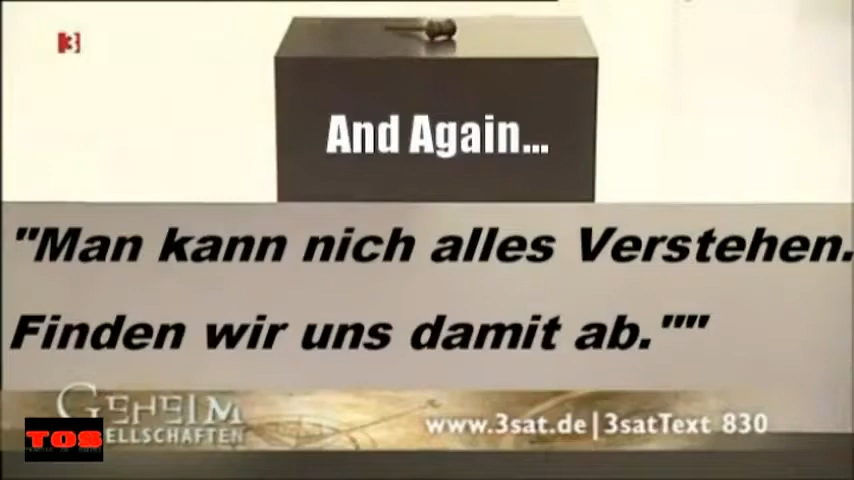 3
And Again...
"Man kann nich alles Verstehen.
Finden wir uns damit ab.""
GEHEIM
ELLSCHAFTEN
www.3sat.de|3satText 830
TOS